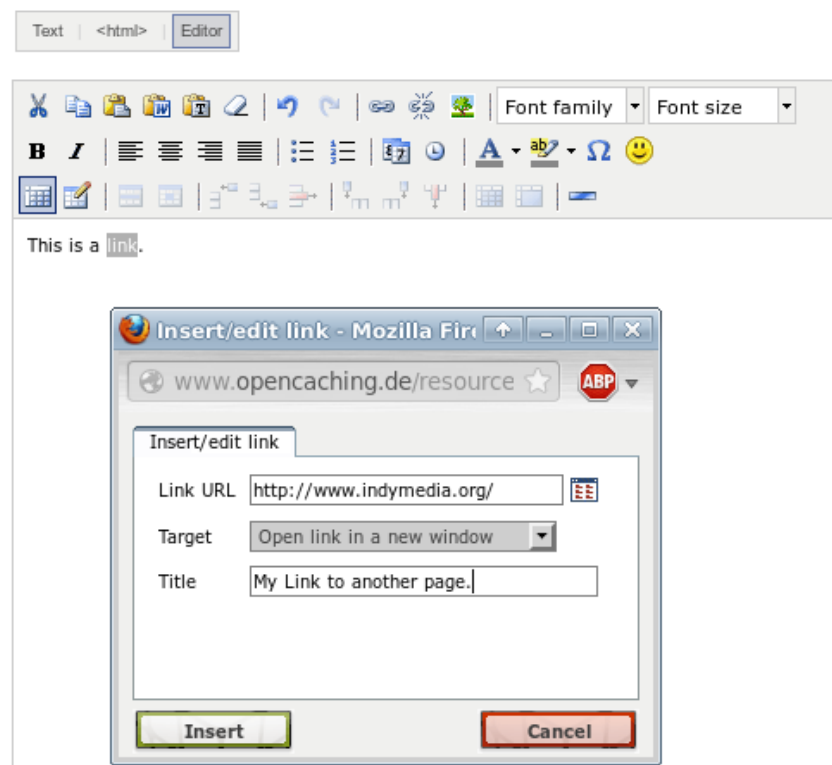 Text <html> Editor
Font family Font size
B I A ab Ω
This is a link.
Insert/edit link - Mozilla Fire
www.opencaching.de/resource ABP
Insert/edit link
Link URL http://www.indymedia.org/
Target Open link in a new window
Title My Link to another page.
Insert Cancel